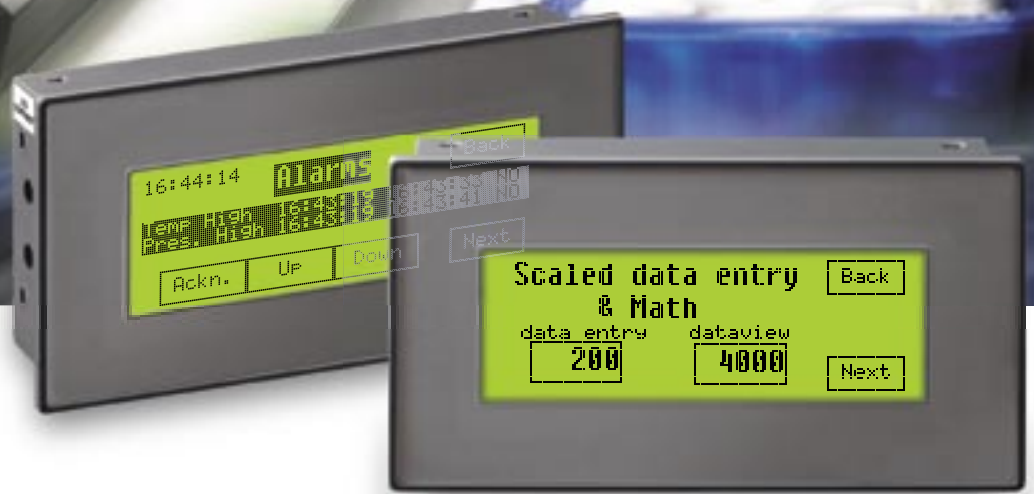 16:44:14 Alarms Back
Temp High 16:43:19 16:43:35 NO
Pres. High 16:43:19 16:43:41 NO
Ackn. Up Down Next
Scaled data entry Back
& Math
data entry dataview
200 4000 Next